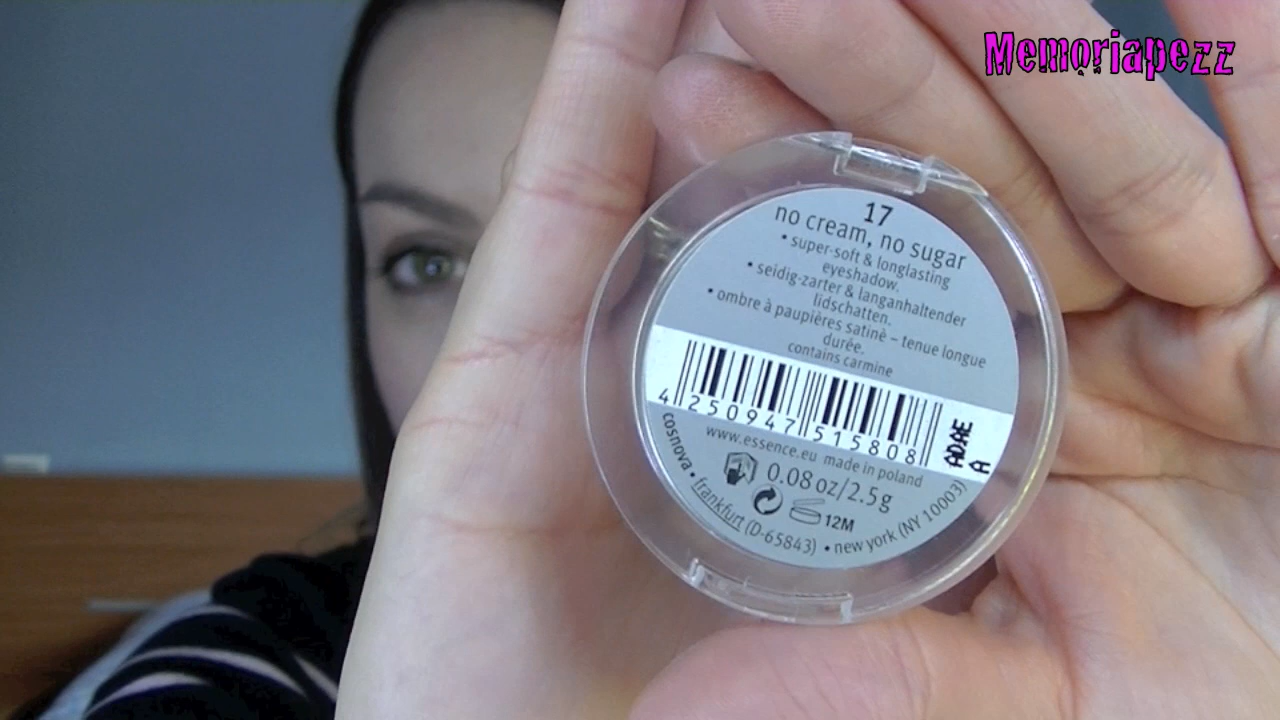 Memoriapezz
17
no cream, no sugar
• super-soft & longlasting
eyeshadow.
• seidig-zarter & langanhaltender
lidschatten.
• ombre à paupières satinè – tenue longue
durée.
contains carmine
4 250947 515808
ADAE
A
www.essence.eu made in poland
0.08 oz/2.5g
12M
cosnova • frankfurt (D-65843) • new york (NY 10003)